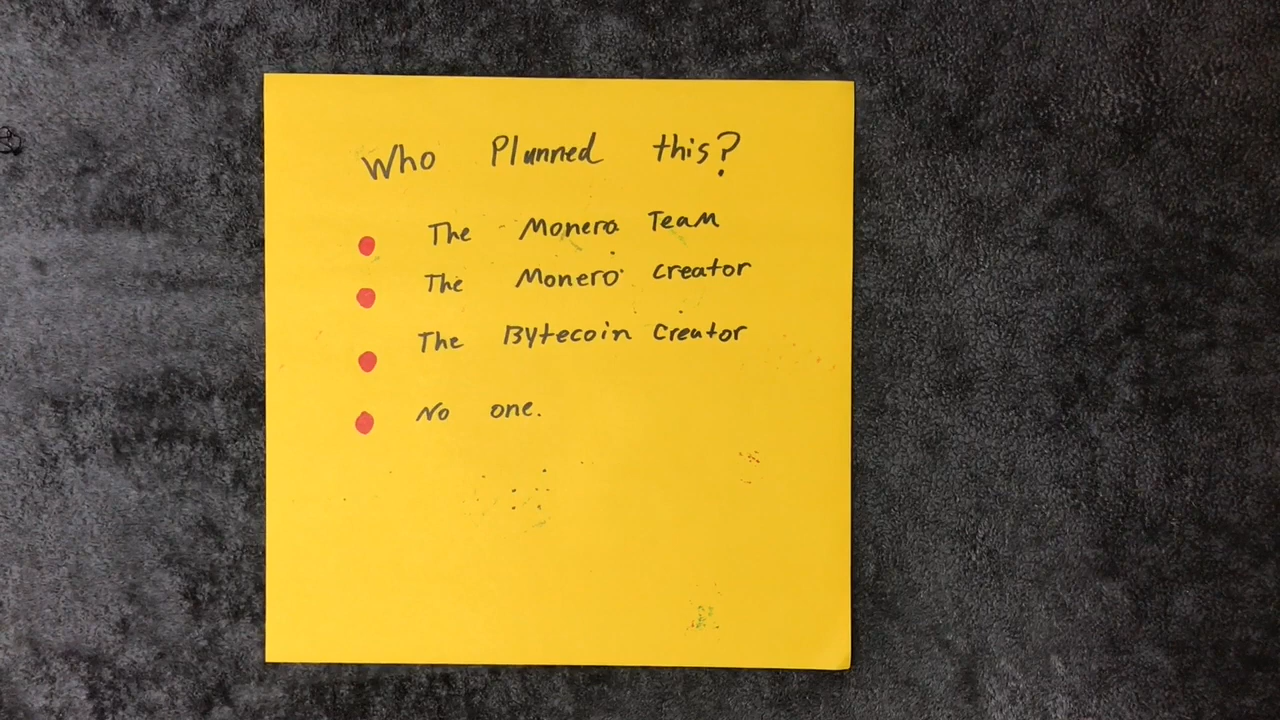 Who Planned this?
The Monero Team
The Monero Creator
The Bytecoin Creator
No one.